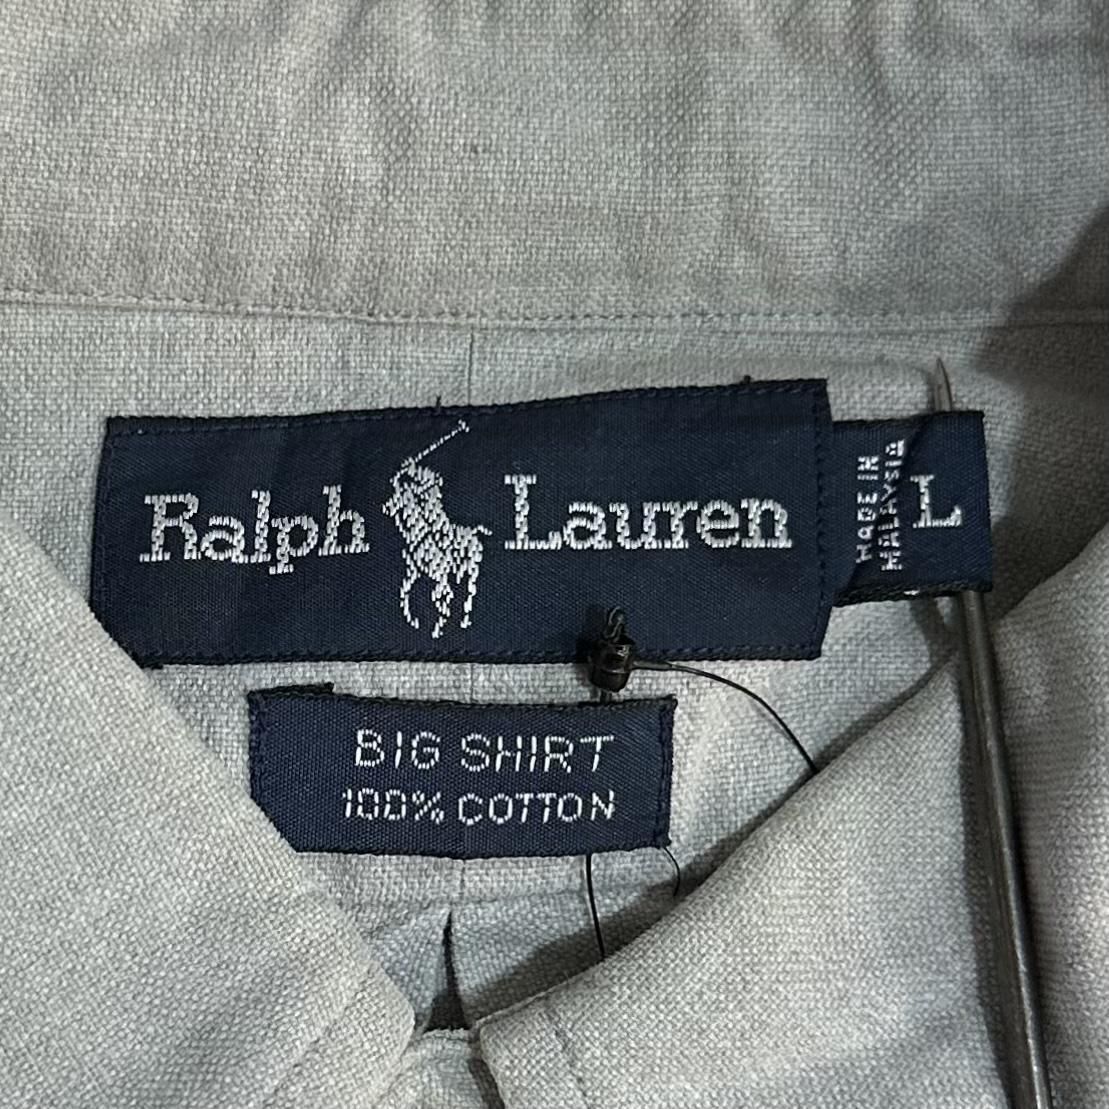 Ralph Lauren
MADE IN
MALAYSIA
L
BIG SHIRT
100% COTTON